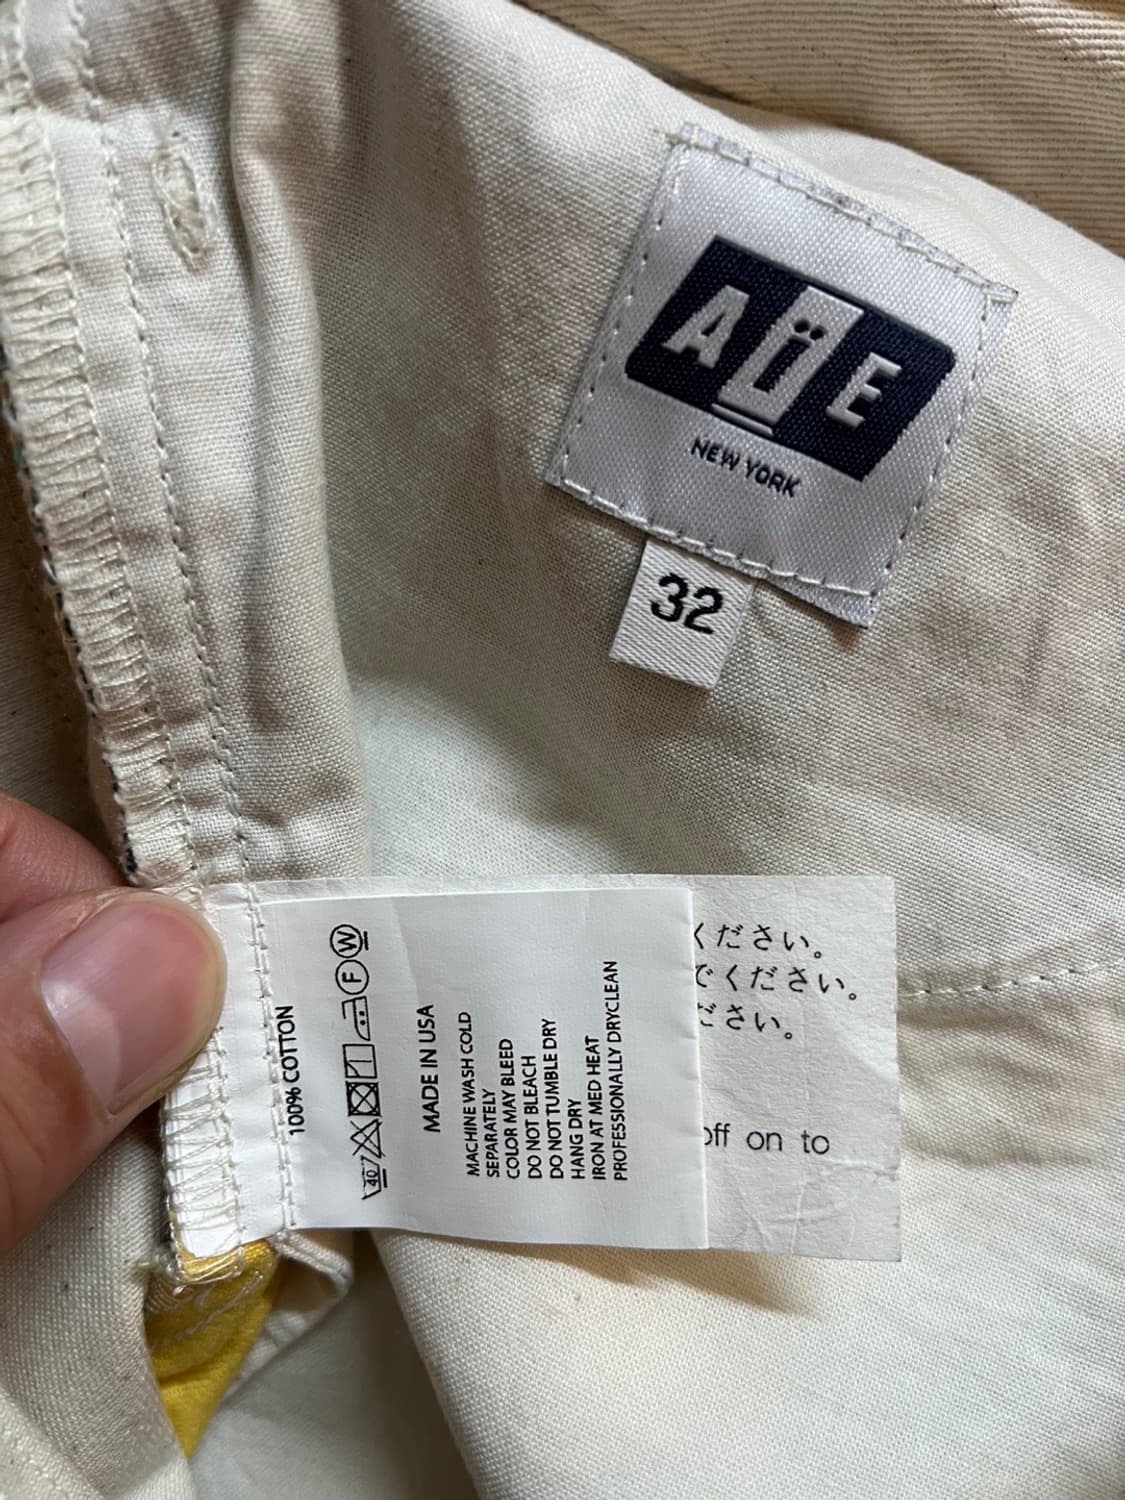 AÏE
NEW YORK
32
100% COTTON
40°
F W
MADE IN USA
MACHINE WASH COLD
SEPARATELY
COLOR MAY BLEED
DO NOT BLEACH
DO NOT TUMBLE DRY
HANG DRY
IRON AT MED HEAT
PROFESSIONALLY DRYCLEAN
ください。
でください。
ださい。
off on to